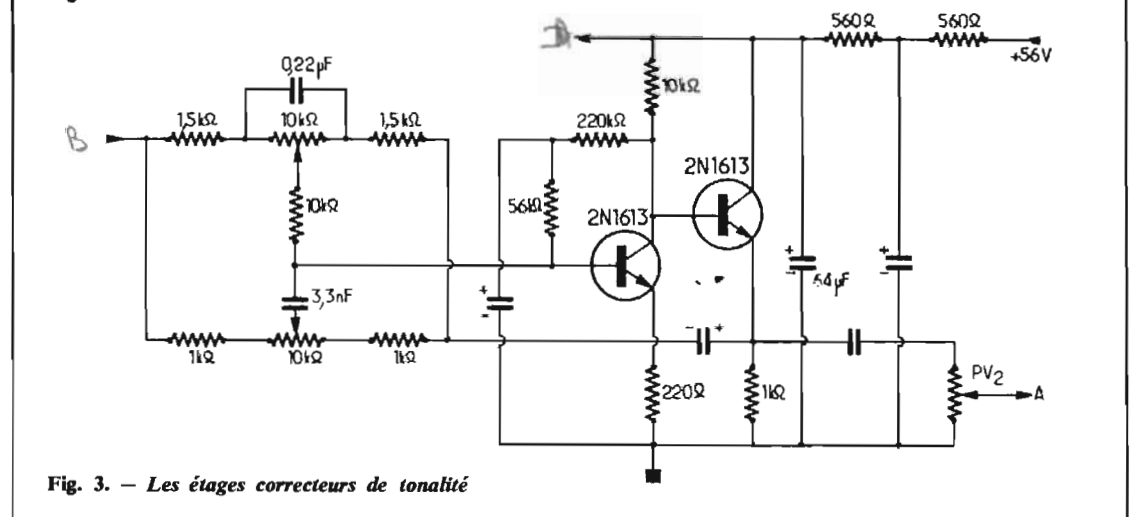 560Ω 560Ω
+56V
0,22µF
10kΩ
B 1,5kΩ 10kΩ 1,5kΩ 220kΩ
2N1613
10kΩ 56kΩ
2N1613
+ + +
3,3nF - - 64µF -
- +
1kΩ 10kΩ 1kΩ
220Ω 1kΩ PV2 A
Fig. 3. — Les étages correcteurs de tonalité